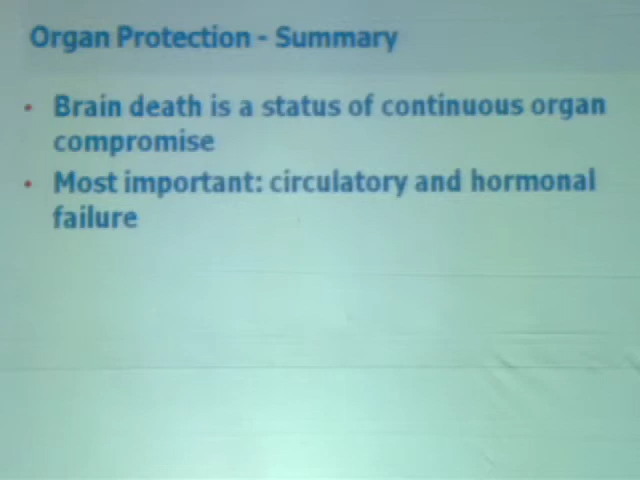 Organ Protection - Summary
• Brain death is a status of continuous organ
compromise
• Most important: circulatory and hormonal
failure